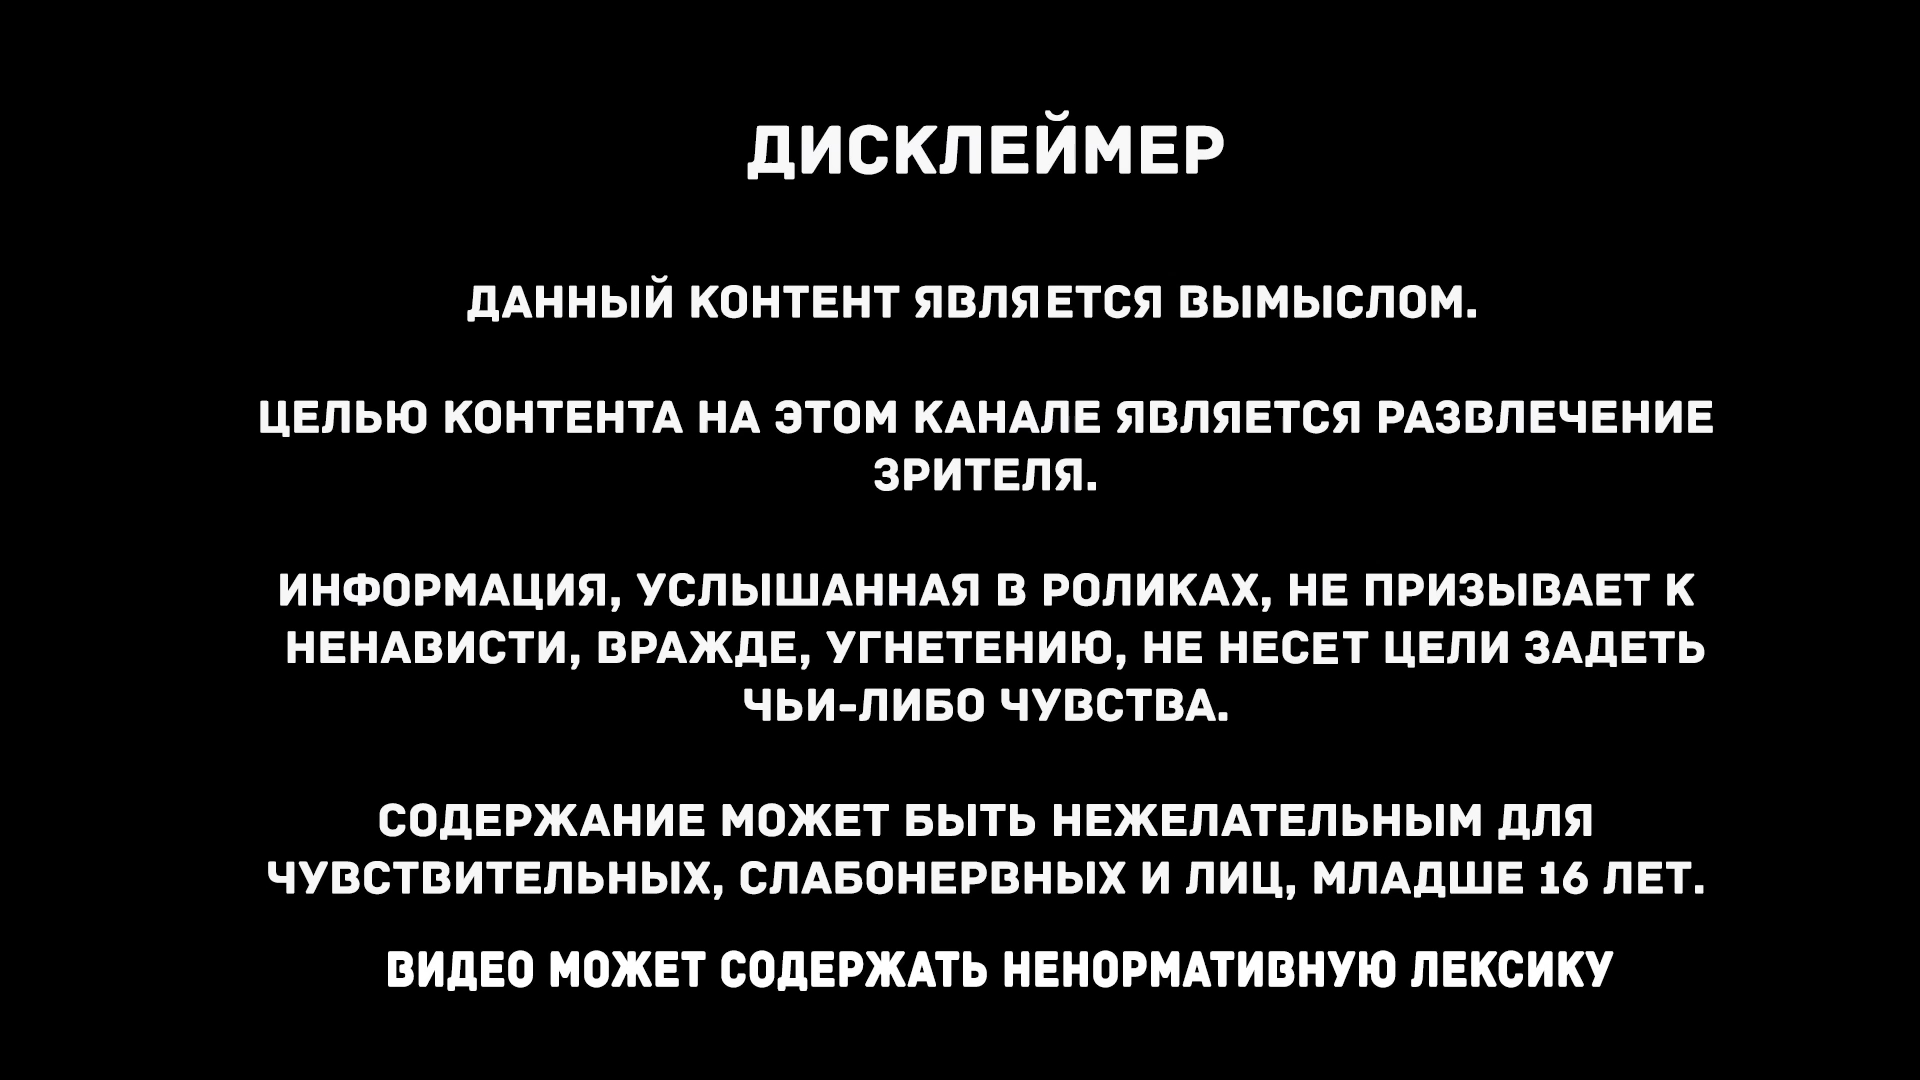 ДИСКЛЕЙМЕР
ДАННЫЙ КОНТЕНТ ЯВЛЯЕТСЯ ВЫМЫСЛОМ.
ЦЕЛЬЮ КОНТЕНТА НА ЭТОМ КАНАЛЕ ЯВЛЯЕТСЯ РАЗВЛЕЧЕНИЕ
ЗРИТЕЛЯ.
ИНФОРМАЦИЯ, УСЛЫШАННАЯ В РОЛИКАХ, НЕ ПРИЗЫВАЕТ К
НЕНАВИСТИ, ВРАЖДЕ, УГНЕТЕНИЮ, НЕ НЕСЕТ ЦЕЛИ ЗАДЕТЬ
ЧЬИ-ЛИБО ЧУВСТВА.
СОДЕРЖАНИЕ МОЖЕТ БЫТЬ НЕЖЕЛАТЕЛЬНЫМ ДЛЯ
ЧУВСТВИТЕЛЬНЫХ, СЛАБОНЕРВНЫХ И ЛИЦ, МЛАДШЕ 16 ЛЕТ.
ВИДЕО МОЖЕТ СОДЕРЖАТЬ НЕНОРМАТИВНУЮ ЛЕКСИКУ